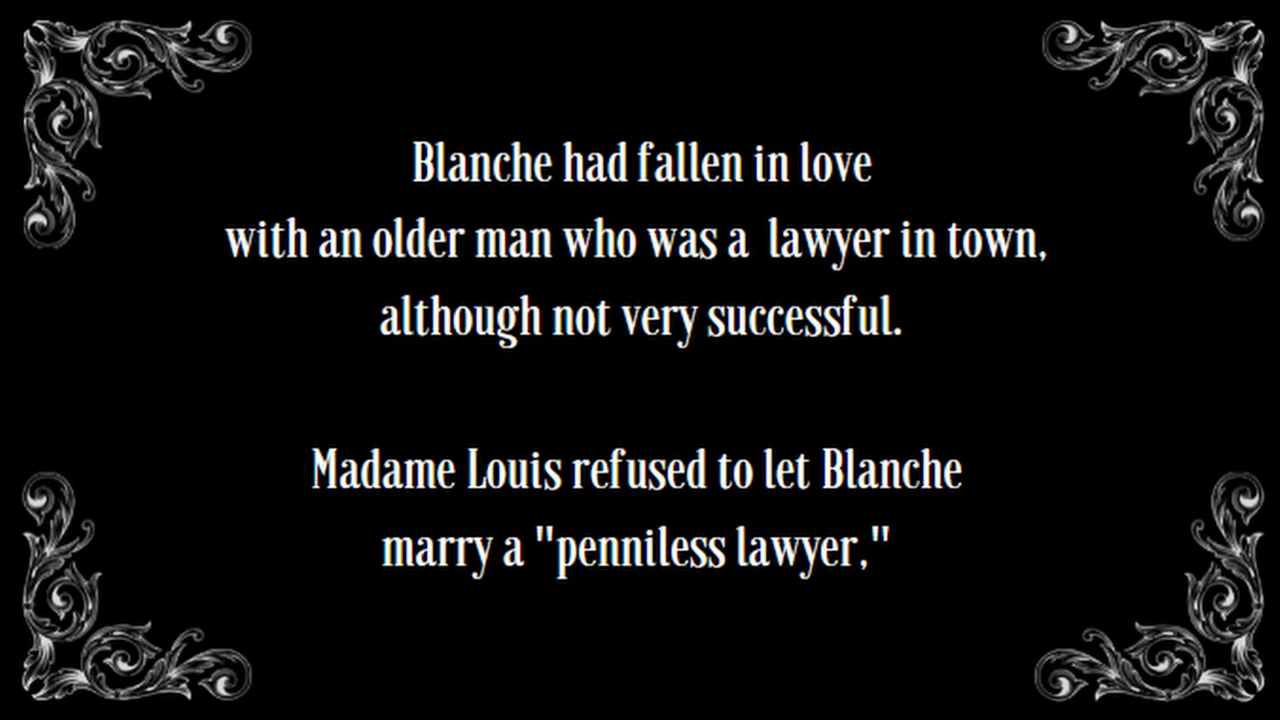 Blanche had fallen in love
with an older man who was a  lawyer in town,
although not very successful.
Madame Louis refused to let Blanche
marry a "penniless lawyer,"